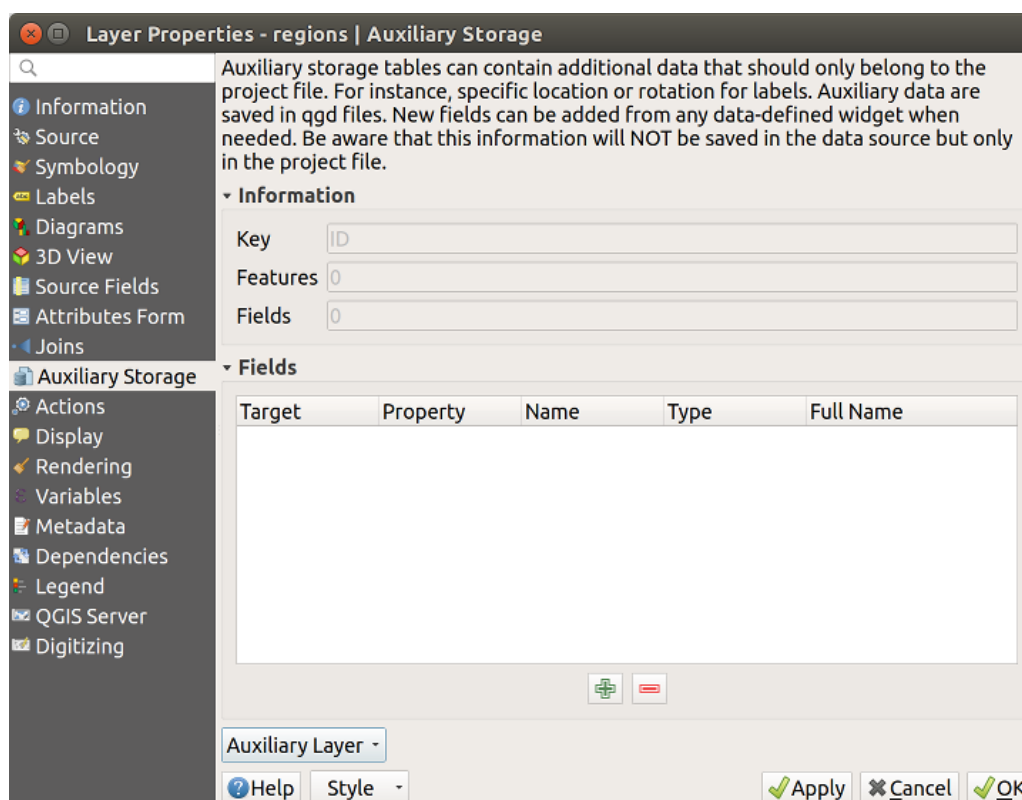 Layer Properties - regions | Auxiliary Storage
Information
Source
Symbology
Labels
Diagrams
3D View
Source Fields
Attributes Form
Joins
Auxiliary Storage
Actions
Display
Rendering
Variables
Metadata
Dependencies
Legend
QGIS Server
Digitizing
Auxiliary storage tables can contain additional data that should only belong to the
project file. For instance, specific location or rotation for labels. Auxiliary data are
saved in qgd files. New fields can be added from any data-defined widget when
needed. Be aware that this information will NOT be saved in the data source but only
in the project file.
Information
Key ID
Features 0
Fields 0
Fields
Target Property Name Type Full Name
Auxiliary Layer
Help Style Apply Cancel OK